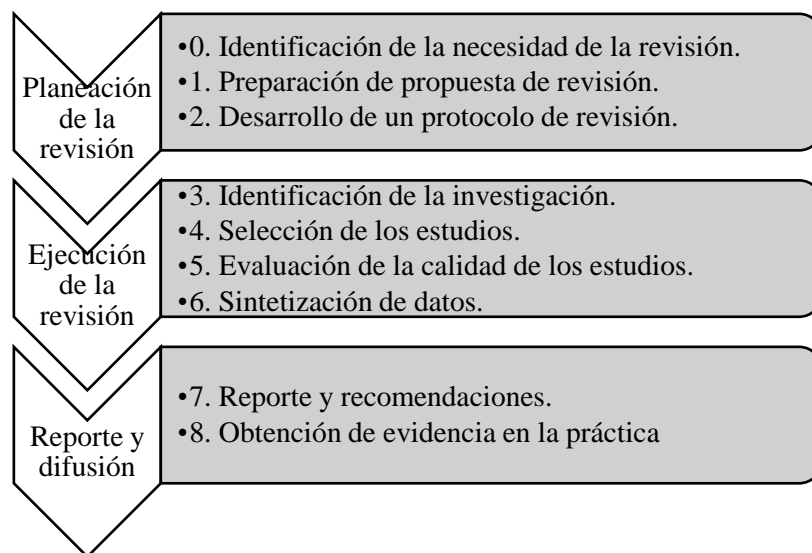 Planeación
de la
revisión
•0. Identificación de la necesidad de la revisión.
•1. Preparación de propuesta de revisión.
•2. Desarrollo de un protocolo de revisión.
Ejecución
de la
revisión
•3. Identificación de la investigación.
•4. Selección de los estudios.
•5. Evaluación de la calidad de los estudios.
•6. Sintetización de datos.
Reporte y
difusión
•7. Reporte y recomendaciones.
•8. Obtención de evidencia en la práctica